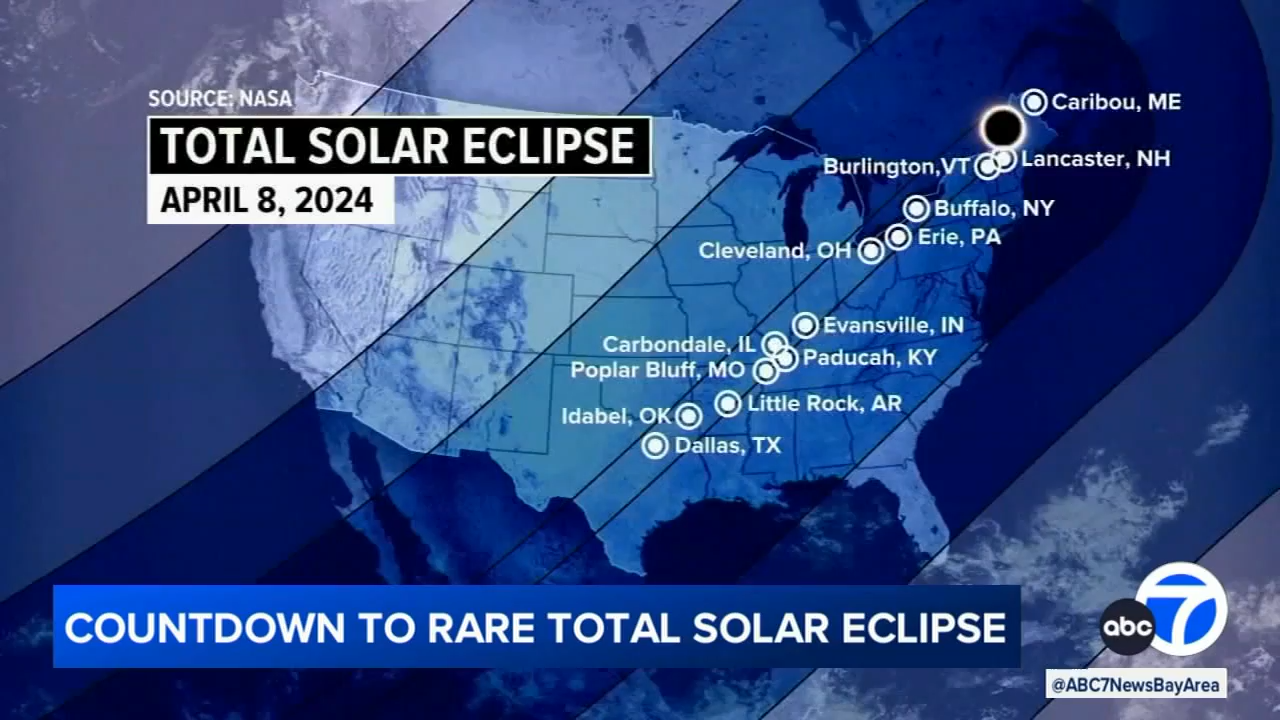 SOURCE: NASA
TOTAL SOLAR ECLIPSE
APRIL 8, 2024
Caribou, ME
Burlington,VT
Lancaster, NH
Buffalo, NY
Erie, PA
Cleveland, OH
Evansville, IN
Carbondale, IL
Paducah, KY
Poplar Bluff, MO
Little Rock, AR
Idabel, OK
Dallas, TX
COUNTDOWN TO RARE TOTAL SOLAR ECLIPSE
abc 7
@ABC7NewsBayArea